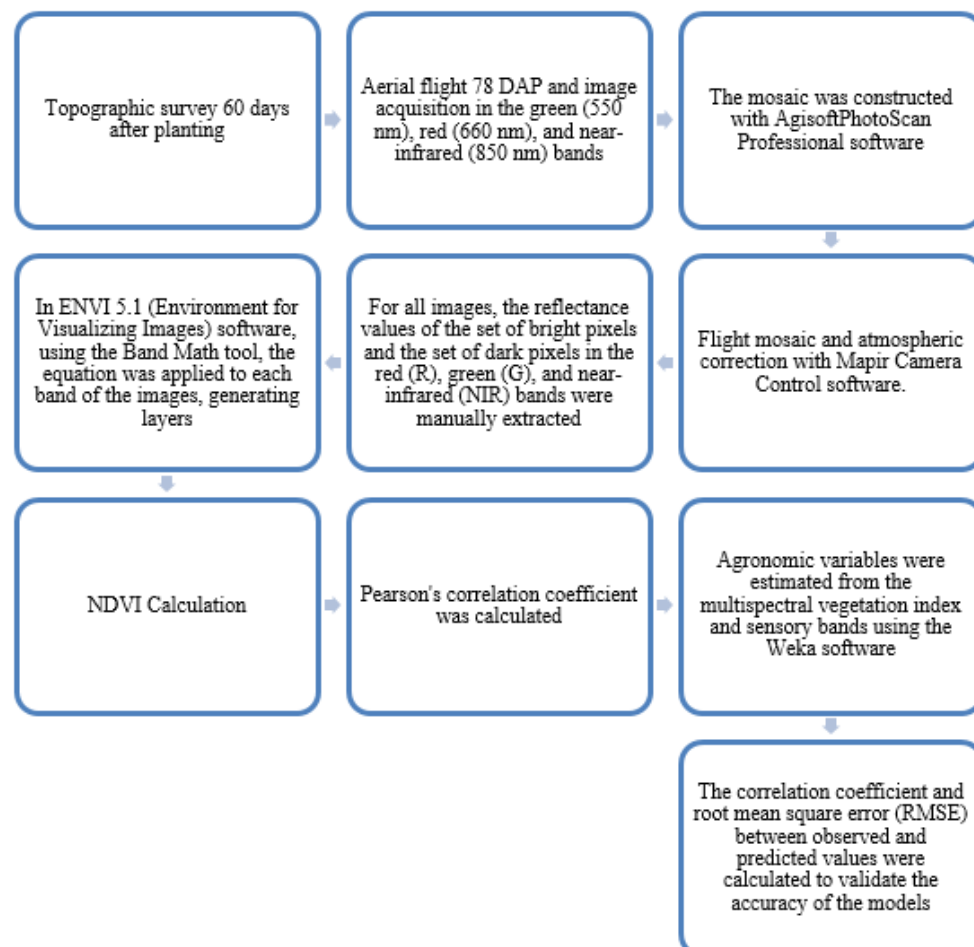 Topographic survey 60 days
after planting
Aerial flight 78 DAP and image
acquisition in the green (550
nm), red (660 nm), and near-
infrared (850 nm) bands
The mosaic was constructed
with AgisoftPhotoScan
Professional software
Flight mosaic and atmospheric
correction with Mapir Camera
Control software.
For all images, the reflectance
values of the set of bright pixels
and the set of dark pixels in the
red (R), green (G), and near-
infrared (NIR) bands were
manually extracted
In ENVI 5.1 (Environment for
Visualizing Images) software,
using the Band Math tool, the
equation was applied to each
band of the images, generating
layers
NDVI Calculation
Pearson's correlation coefficient
was calculated
Agronomic variables were
estimated from the
multispectral vegetation index
and sensory bands using the
Weka software
The correlation coefficient and
root mean square error (RMSE)
between observed and
predicted values were
calculated to validate the
accuracy of the models